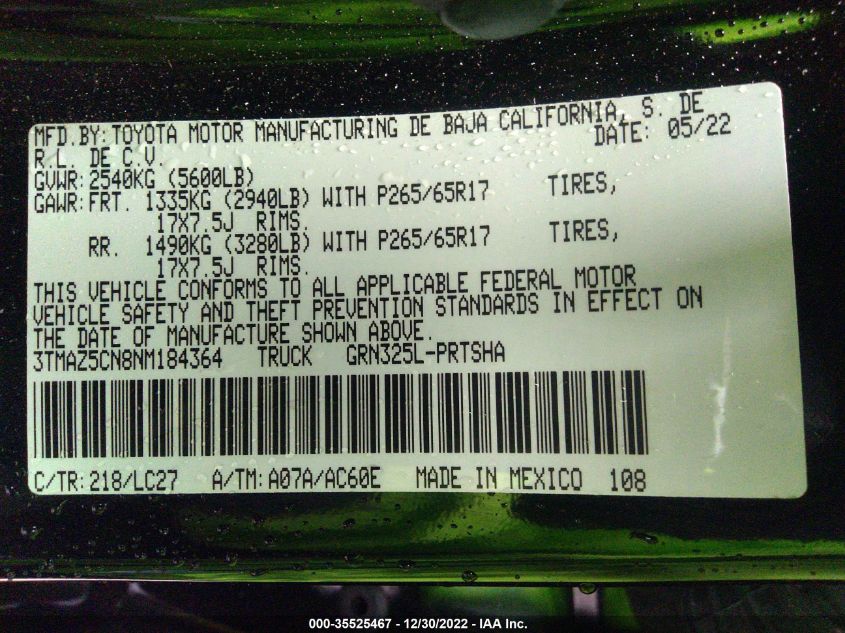 MFD. BY: TOYOTA MOTOR MANUFACTURING DE BAJA CALIFORNIA, S. DE
R.L. DE C.V. DATE: 05/22
GVWR: 2540KG (5600LB)
GAWR: FRT. 1335KG (2940LB) WITH P265/65R17 TIRES,
17X7.5J RIMS.
RR. 1490KG (3280LB) WITH P265/65R17 TIRES,
17X7.5J RIMS.
THIS VEHICLE CONFORMS TO ALL APPLICABLE FEDERAL MOTOR
VEHICLE SAFETY AND THEFT PREVENTION STANDARDS IN EFFECT ON
THE DATE OF MANUFACTURE SHOWN ABOVE.
3TMAZ5CN8NM184364 TRUCK GRN325L-PRTSHA
C/TR: 218/LC27 A/TM: A07A/AC60E MADE IN MEXICO 108
000-35525467 - 12/30/2022 - IAA Inc.